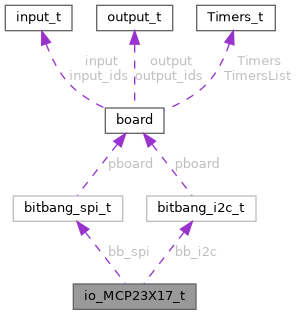 input_t output_t Timers_t
input output Timers
input_ids output_ids TimersList
board
pboard pboard
bitbang_spi_t bitbang_i2c_t
bb_spi bb_i2c
io_MCP23X17_t